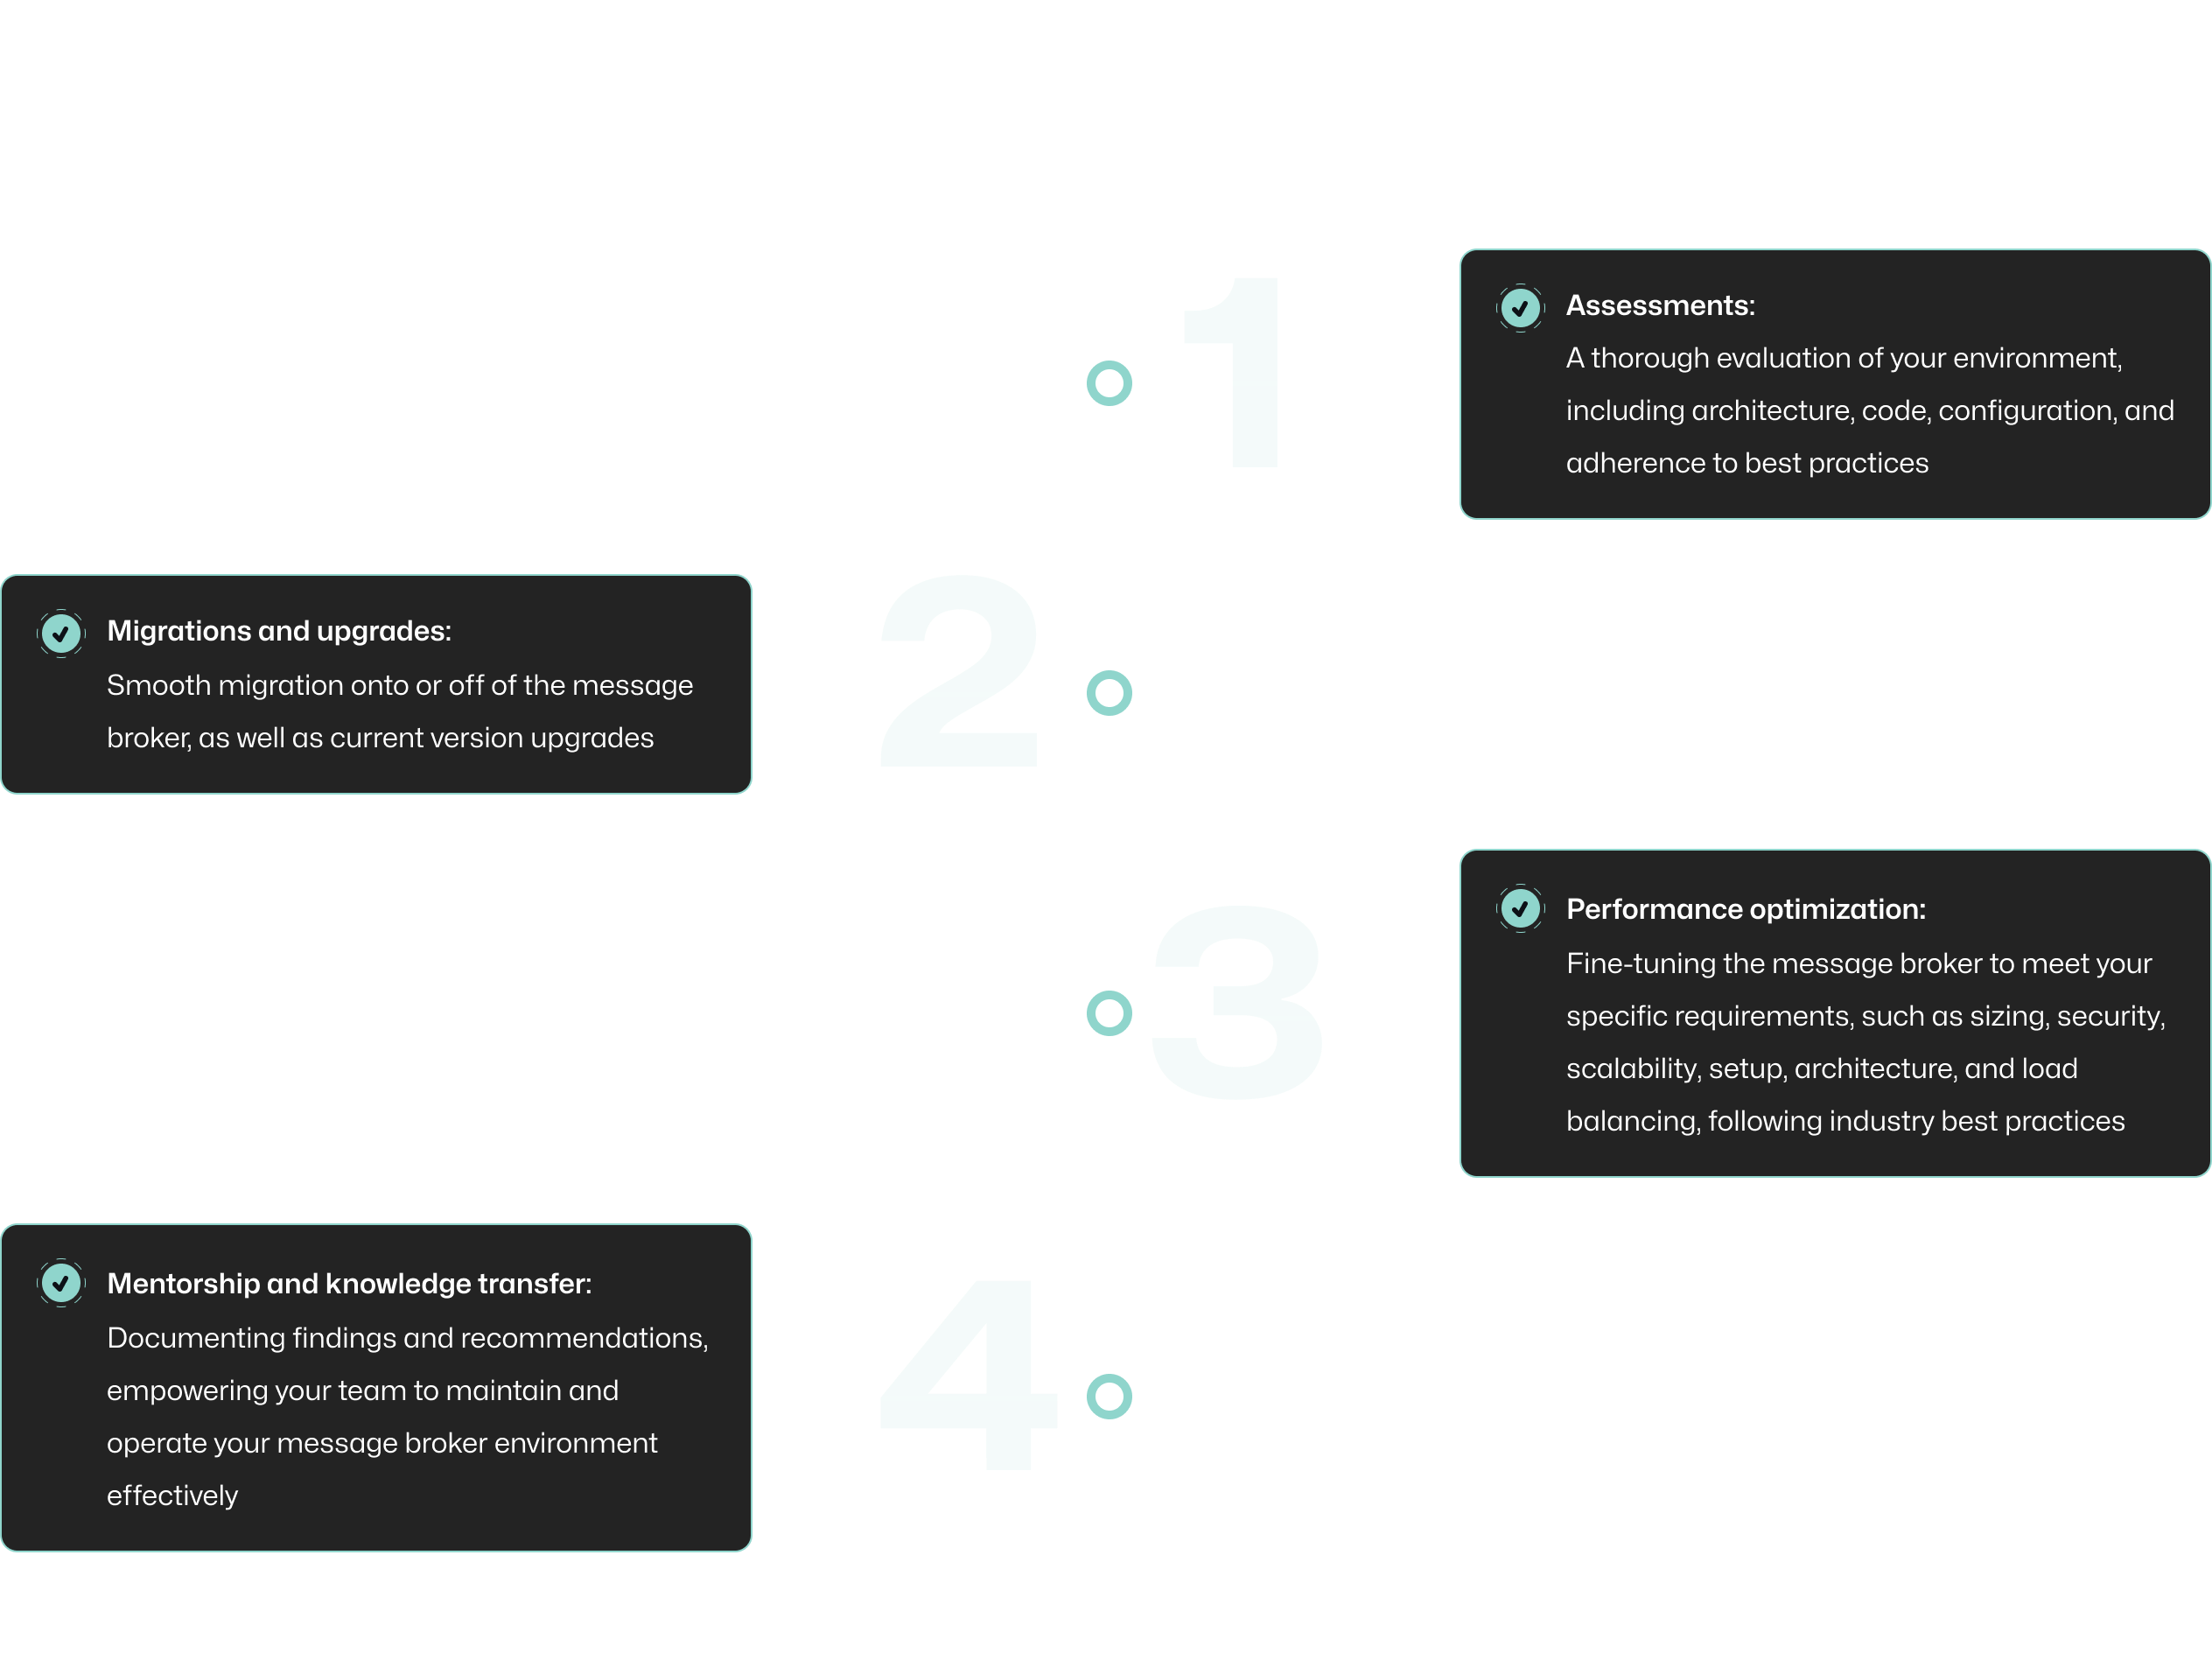 1
Assessments:
A thorough evaluation of your environment,
including architecture, code, configuration, and
adherence to best practices
2
Migrations and upgrades:
Smooth migration onto or off of the message
broker, as well as current version upgrades
3
Performance optimization:
Fine-tuning the message broker to meet your
specific requirements, such as sizing, security,
scalability, setup, architecture, and load
balancing, following industry best practices
4
Mentorship and knowledge transfer:
Documenting findings and recommendations,
empowering your team to maintain and
operate your message broker environment
effectively